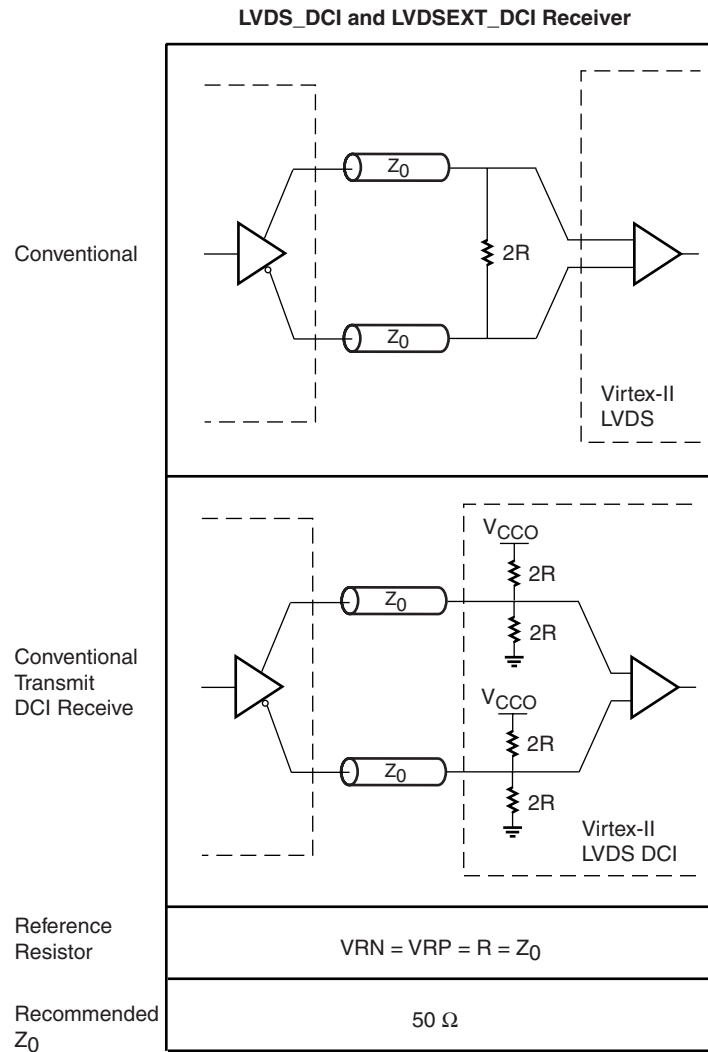 LVDS_DCI and LVDSEXT_DCI Receiver
Conventional
Z0
2R
Z0
Virtex-II
LVDS
Conventional
Transmit
DCI Receive
VCCO
2R
Z0
2R
VCCO
2R
Z0
2R
Virtex-II
LVDS DCI
Reference
Resistor
VRN = VRP = R = Z0
Recommended
Z0
50 Ω